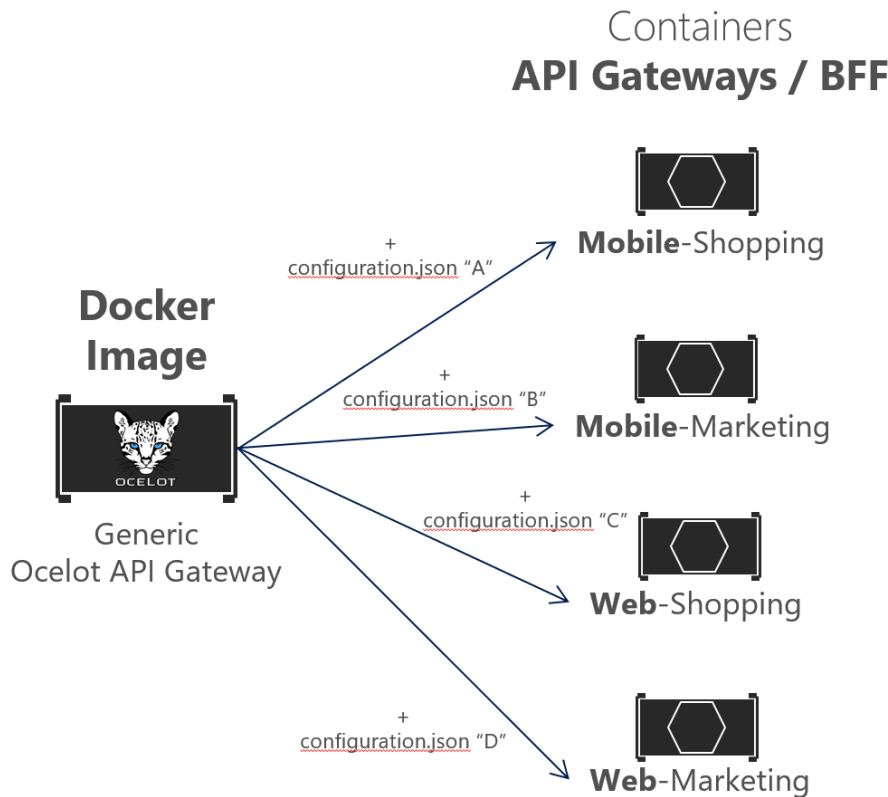 Containers
API Gateways / BFF
Mobile-Shopping
+
configuration.json “A”
Docker
Image
+
configuration.json “B”
Mobile-Marketing
OCELOT
Generic
Ocelot API Gateway
+
configuration.json “C”
Web-Shopping
+
configuration.json “D”
Web-Marketing